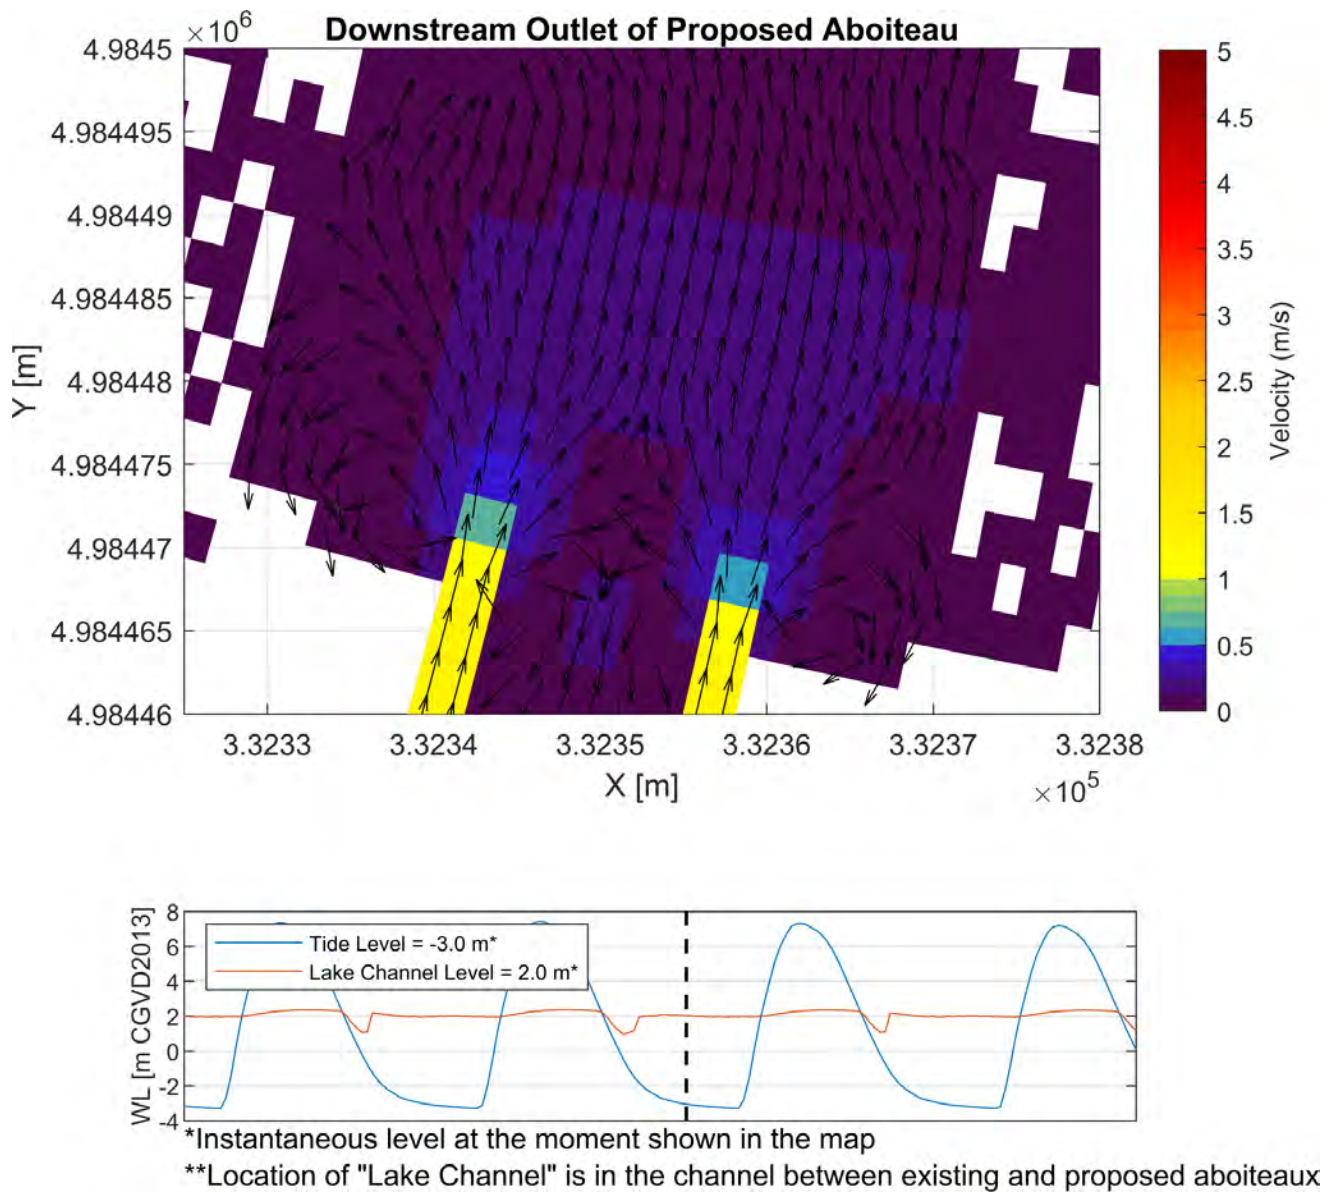 Downstream Outlet of Proposed Aboiteau
×10^6
4.9845
4.984495
4.98449
4.984485
4.98448
4.984475
4.98447
4.984465
4.98446
Y [m]
3.3233 3.3234 3.3235 3.3236 3.3237 3.3238
X [m]
×10^5
5
4.5
4
3.5
3
2.5
2
1.5
1
0.5
0
Velocity (m/s)
8
6
4
2
0
-2
-4
WL [m CGVD2013]
Tide Level = -3.0 m*
Lake Channel Level = 2.0 m*
*Instantaneous level at the moment shown in the map
**Location of "Lake Channel" is in the channel between existing and proposed aboiteaux